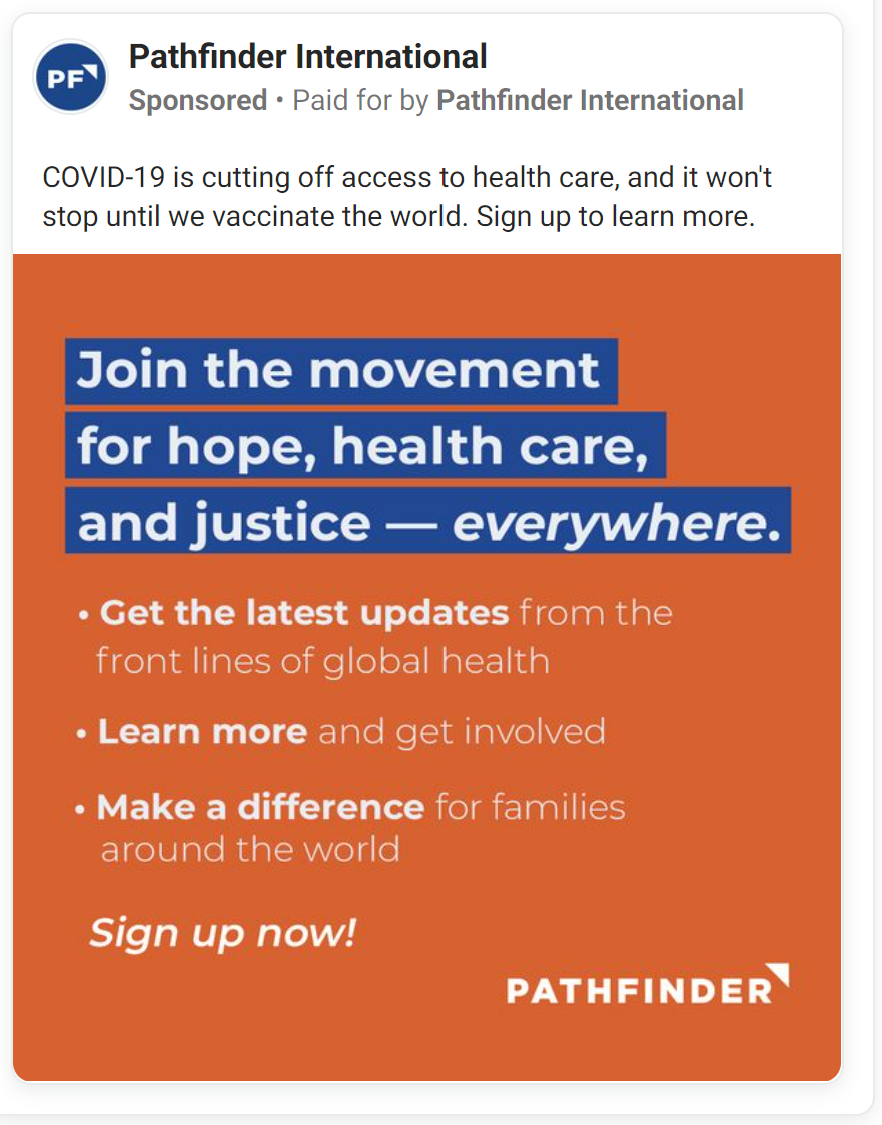 PF
Pathfinder International
Sponsored • Paid for by Pathfinder International
COVID-19 is cutting off access to health care, and it won't
stop until we vaccinate the world. Sign up to learn more.
Join the movement
for hope, health care,
and justice — everywhere.
• Get the latest updates from the
front lines of global health
• Learn more and get involved
• Make a difference for families
around the world
Sign up now!
PATHFINDER